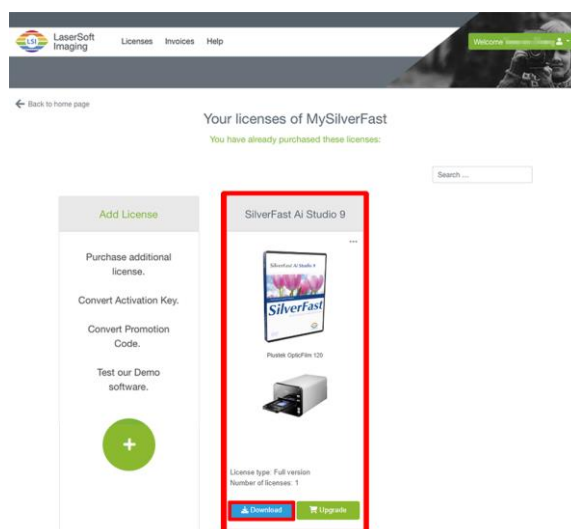 LSI
LaserSoft
Imaging
Licenses
Invoices
Help
Welcome
Back to home page
Your licenses of MySilverFast
You have already purchased these licenses:
Search ...
Add License
Purchase additional
license.
Convert Activation Key.
Convert Promotion
Code.
Test our Demo
software.
+
SilverFast Ai Studio 9
...
SilverFast Ai Studio 9
SilverFast
Plustek OpticFilm 120
License type: Full version
Number of licenses: 1
Download
Upgrade